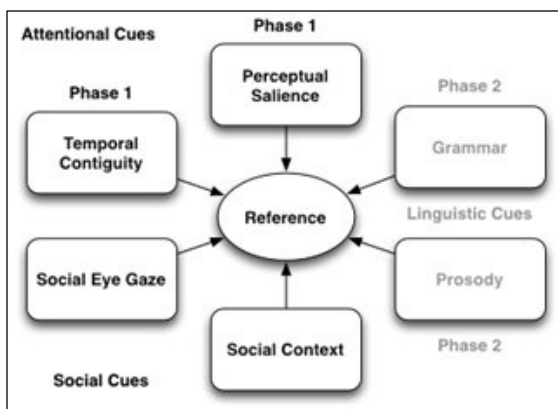 Attentional Cues
Phase 1
Perceptual
Salience
Phase 1
Temporal
Contiguity
Phase 2
Grammar
Reference
Linguistic Cues
Social Eye Gaze
Prosody
Social Context
Phase 2
Social Cues